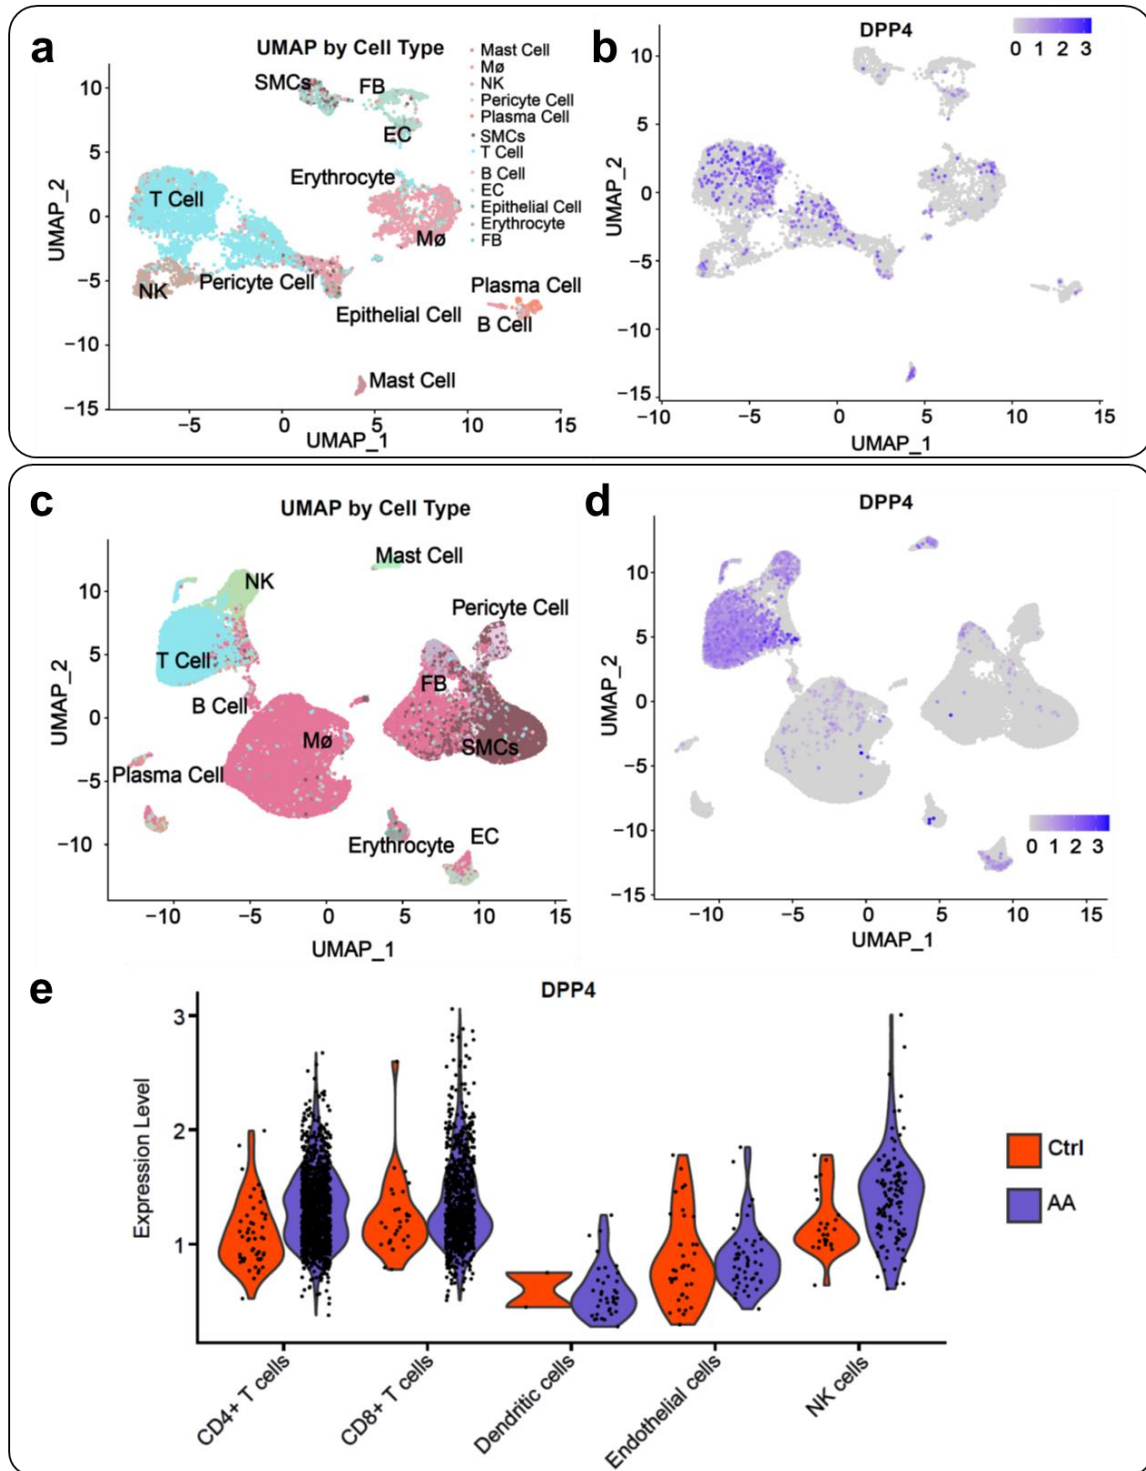 a
UMAP by Cell Type
Mast Cell
Mø
NK
Pericyte Cell
Plasma Cell
SMCs
T Cell
B Cell
EC
Epithelial Cell
Erythrocyte
FB
SMCs
FB
EC
Erythrocyte
T Cell
Mø
NK
Pericyte Cell
Epithelial Cell
Plasma Cell
B Cell
Mast Cell
UMAP_2
10
5
0
−5
−10
−15
−5
0
5
10
15
UMAP_1
b
DPP4
0 1 2 3
UMAP_2
10
5
0
−5
−10
−15
−10
−5
0
5
10
15
UMAP_1
c
UMAP by Cell Type
Mast Cell
NK
Pericyte Cell
T Cell
FB
B Cell
Mø
SMCs
Plasma Cell
Erythrocyte
EC
UMAP_2
10
5
0
−5
−10
−10
−5
0
5
10
15
UMAP_1
d
DPP4
UMAP_2
10
5
0
−5
−10
−15
0 1 2 3
−10
−5
0
5
10
15
UMAP_1
e
DPP4
Expression Level
3
2
1
Ctrl
AA
CD4+ T cells
CD8+ T cells
Dendritic cells
Endothelial cells
NK cells